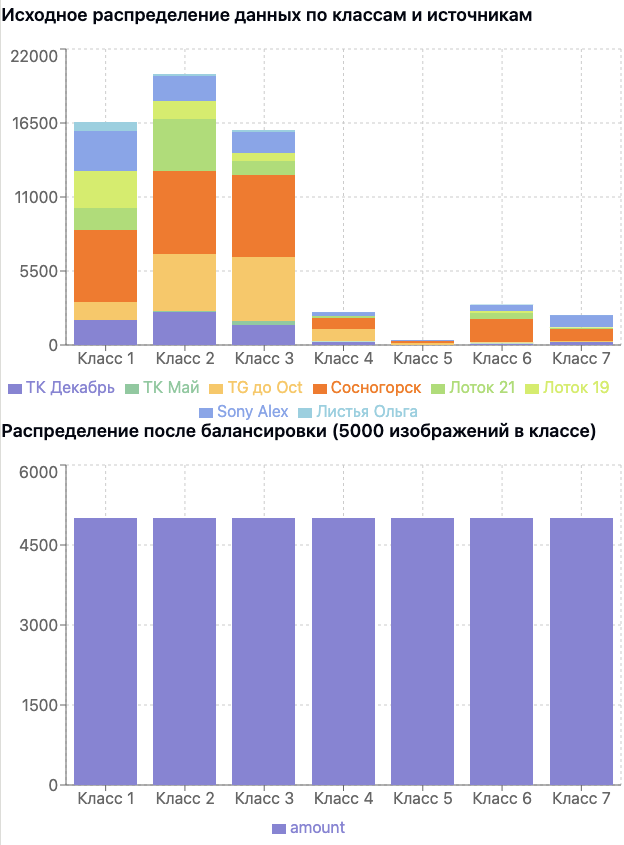 Исходное распределение данных по классам и источникам
22000
16500
11000
5500
0
Класс 1 Класс 2 Класс 3 Класс 4 Класс 5 Класс 6 Класс 7
ТК Декабрь ТК Май TG до Oct Сосногорск Лоток 21 Лоток 19
Sony Alex Листья Ольга
Распределение после балансировки (5000 изображений в классе)
6000
4500
3000
1500
0
Класс 1 Класс 2 Класс 3 Класс 4 Класс 5 Класс 6 Класс 7
amount